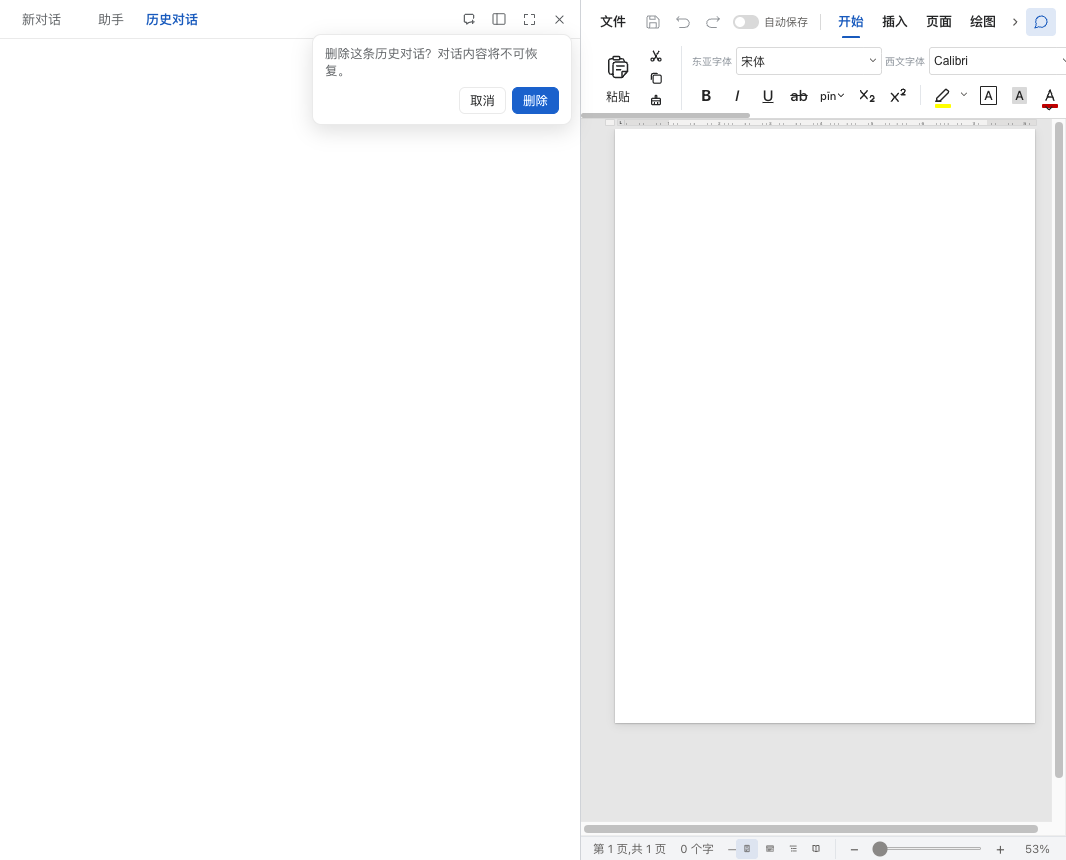 新对话 助手 历史对话
删除这条历史对话？对话内容将不可恢
复。
取消 删除
文件 自动保存 开始 插入 页面 绘图
粘贴
东亚字体 宋体 西文字体 Calibri
B I U ab pīn X₂ X² A A A
第 1 页,共 1 页 0 个字
53%